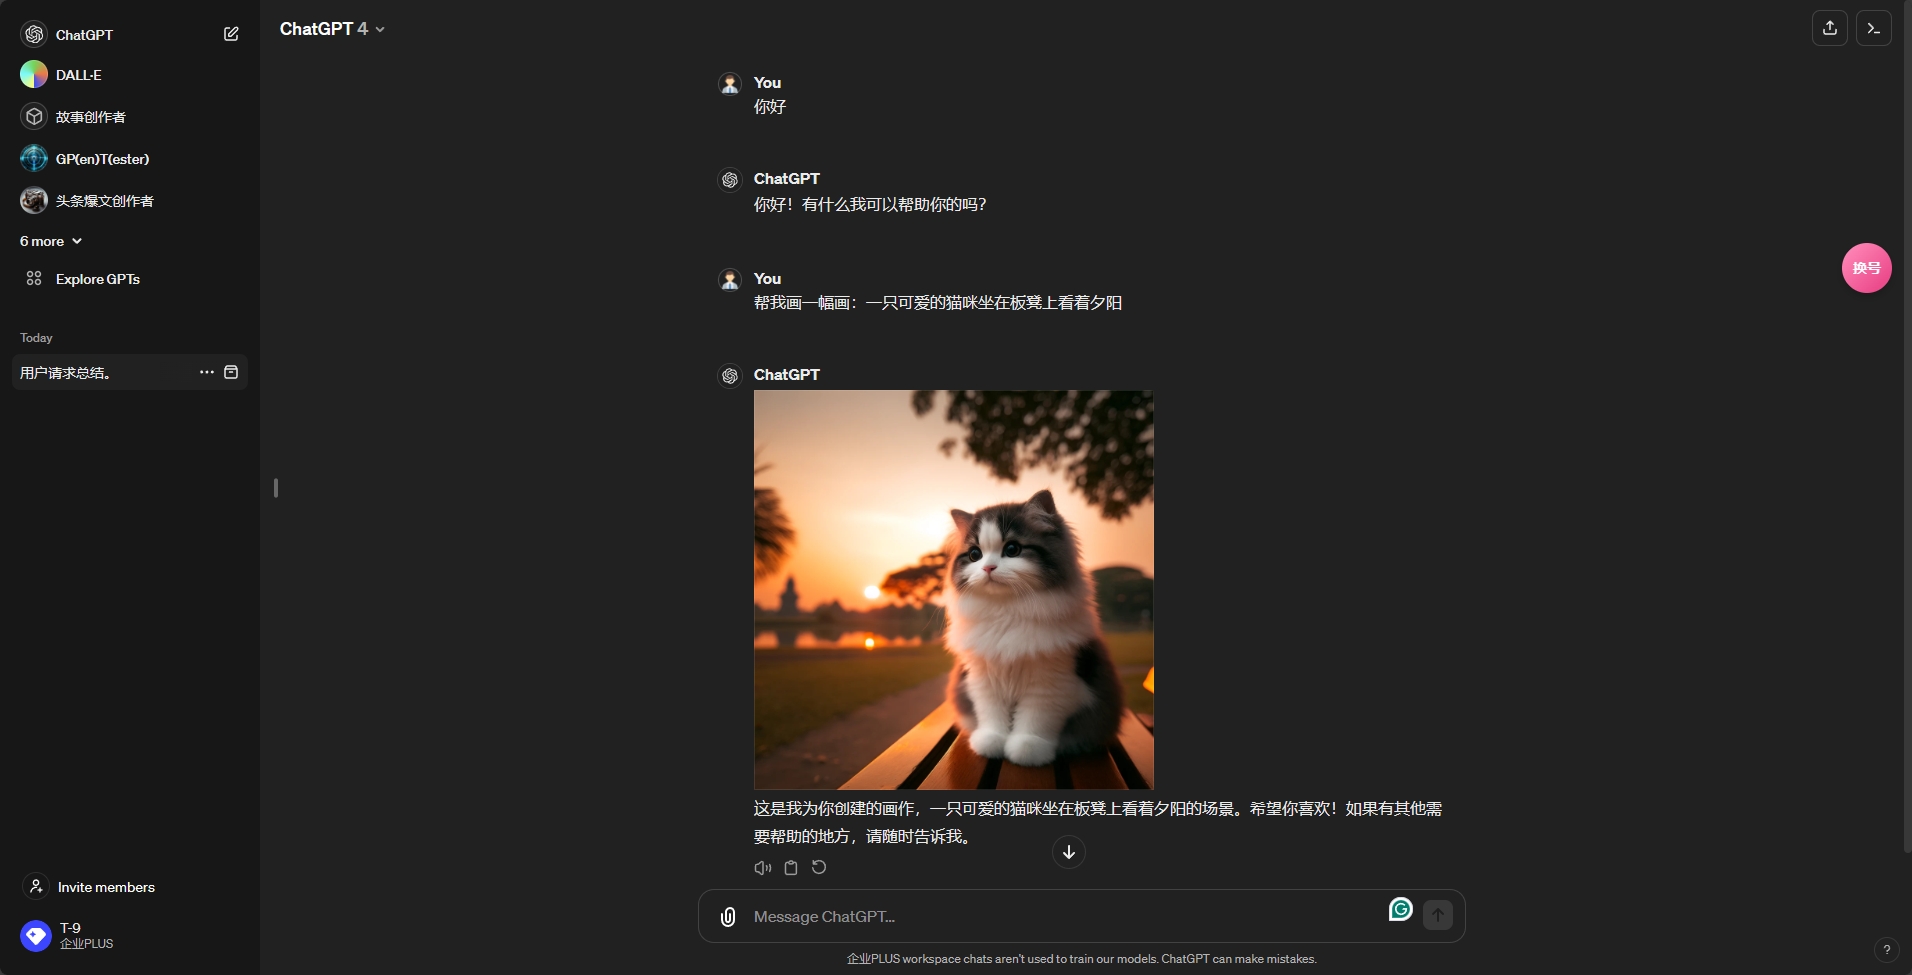 ChatGPT
DALL·E
故事创作者
GP(en)T(ester)
头条爆文创作者
6 more
Explore GPTs
Today
用户请求总结。
Invite members
T-9
企业PLUS
ChatGPT 4
You
你好
ChatGPT
你好！有什么我可以帮助你的吗？
You
帮我画一幅画：一只可爱的猫咪坐在板凳上看着夕阳
ChatGPT
这是我为你创建的画作，一只可爱的猫咪坐在板凳上看着夕阳的场景。希望你喜欢！如果有其他需
要帮助的地方，请随时告诉我。
Message ChatGPT...
企业PLUS workspace chats aren't used to train our models. ChatGPT can make mistakes.
换号
?